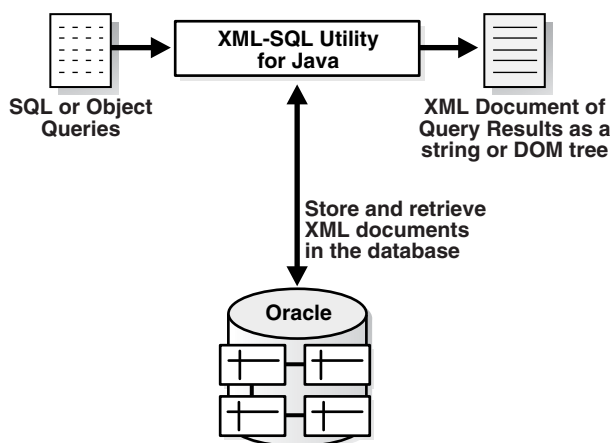 XML-SQL Utility
for Java
SQL or Object
Queries
XML Document of
Query Results as a
string or DOM tree
Store and retrieve
XML documents
in the database
Oracle